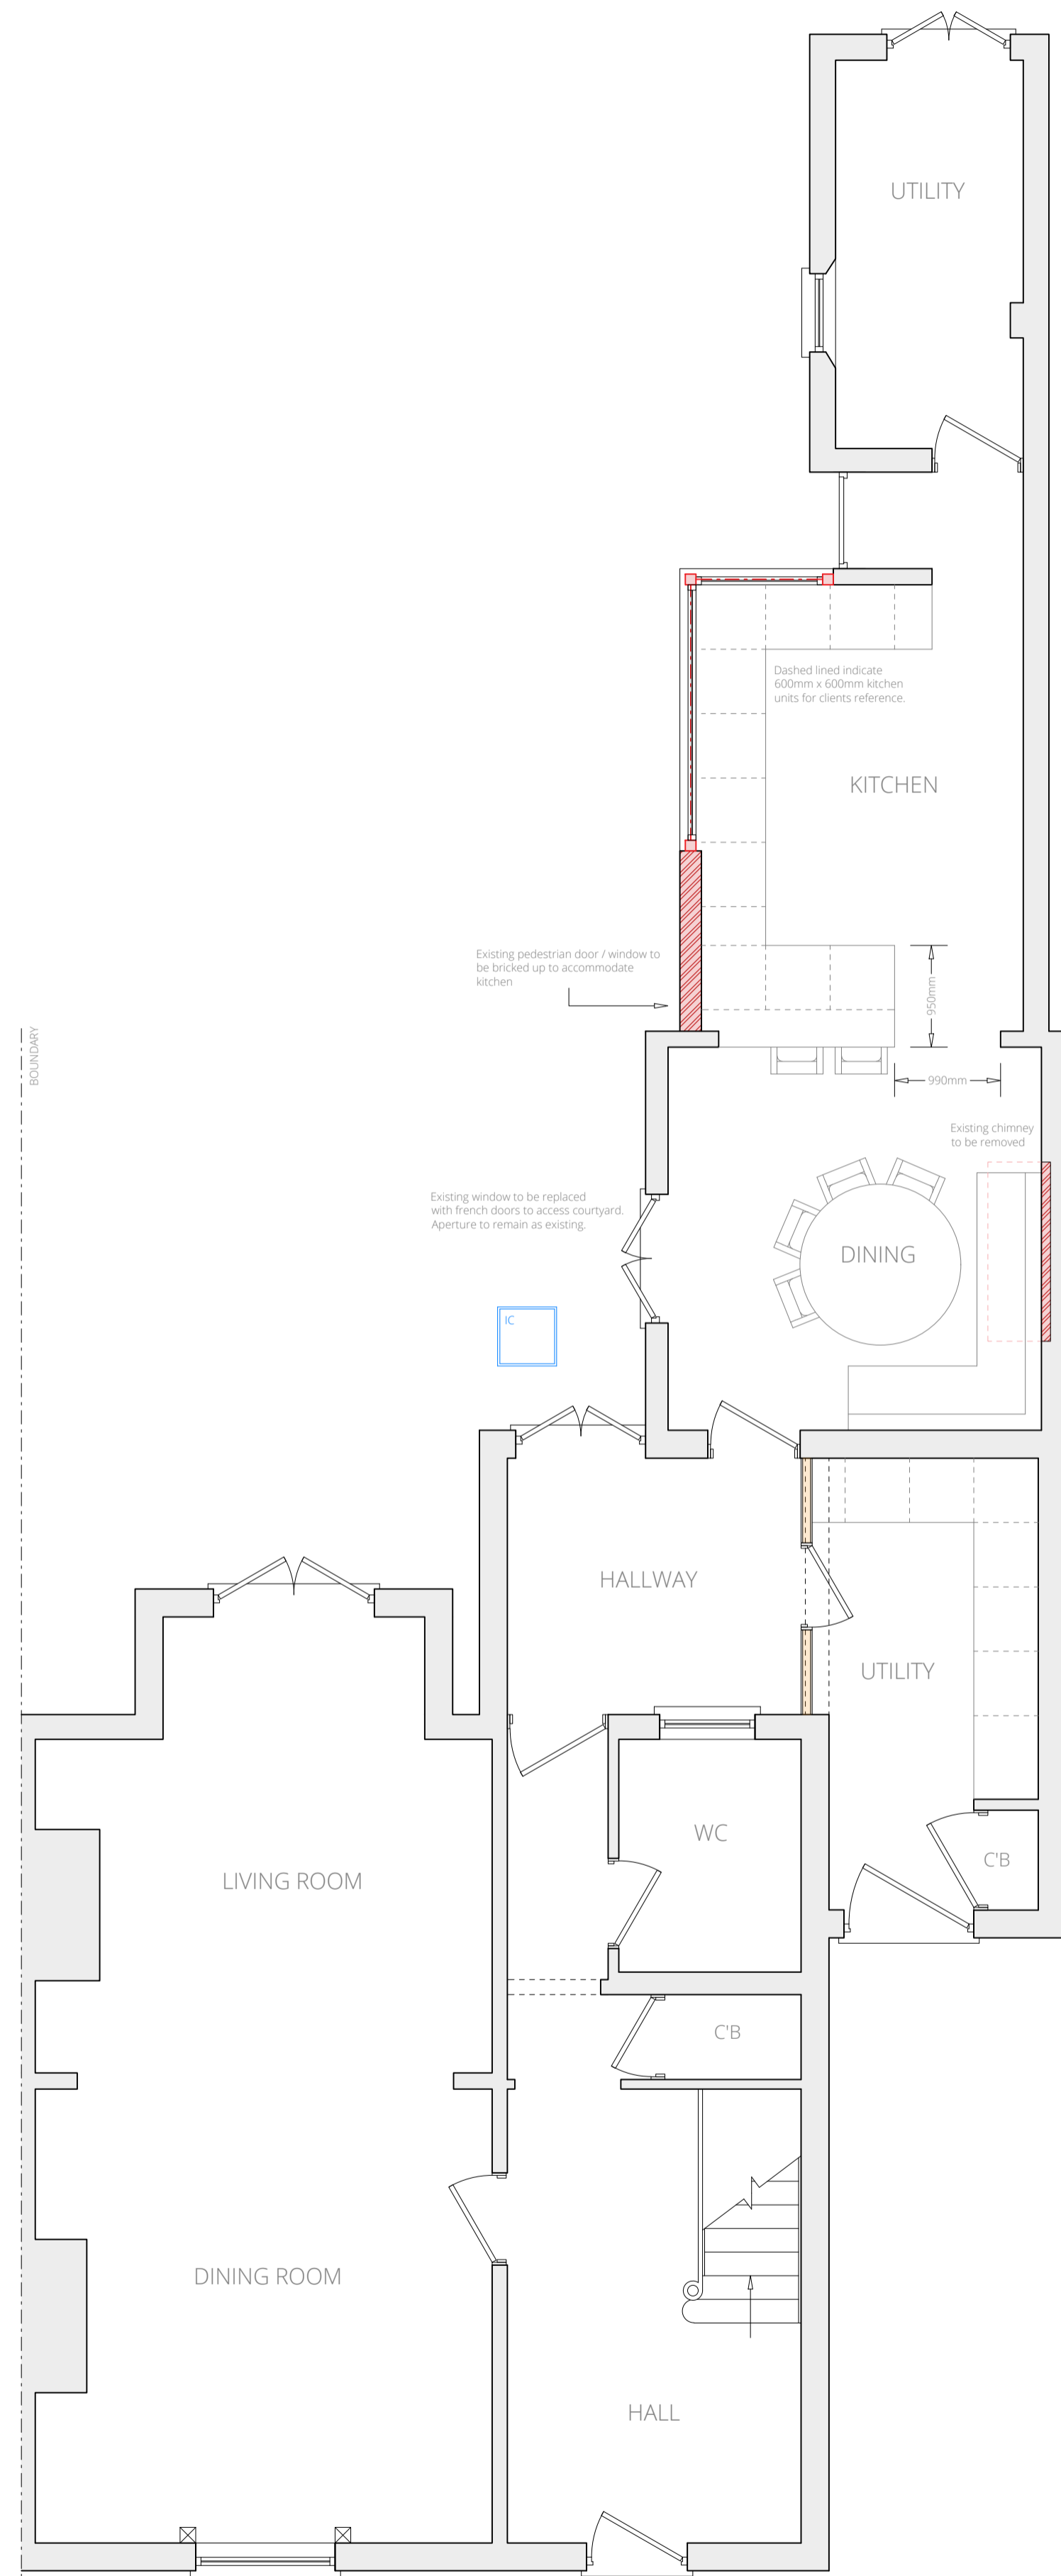 UTILITY
Dashed lined indicate
600mm x 600mm kitchen
units for clients reference.
KITCHEN
Existing pedestrian door / window to
be bricked up to accommodate
kitchen
950mm
BOUNDARY
990mm
Existing chimney
to be removed
Existing window to be replaced
with french doors to access courtyard.
Aperture to remain as existing.
DINING
IC
HALLWAY
UTILITY
WC
C'B
LIVING ROOM
C'B
DINING ROOM
HALL